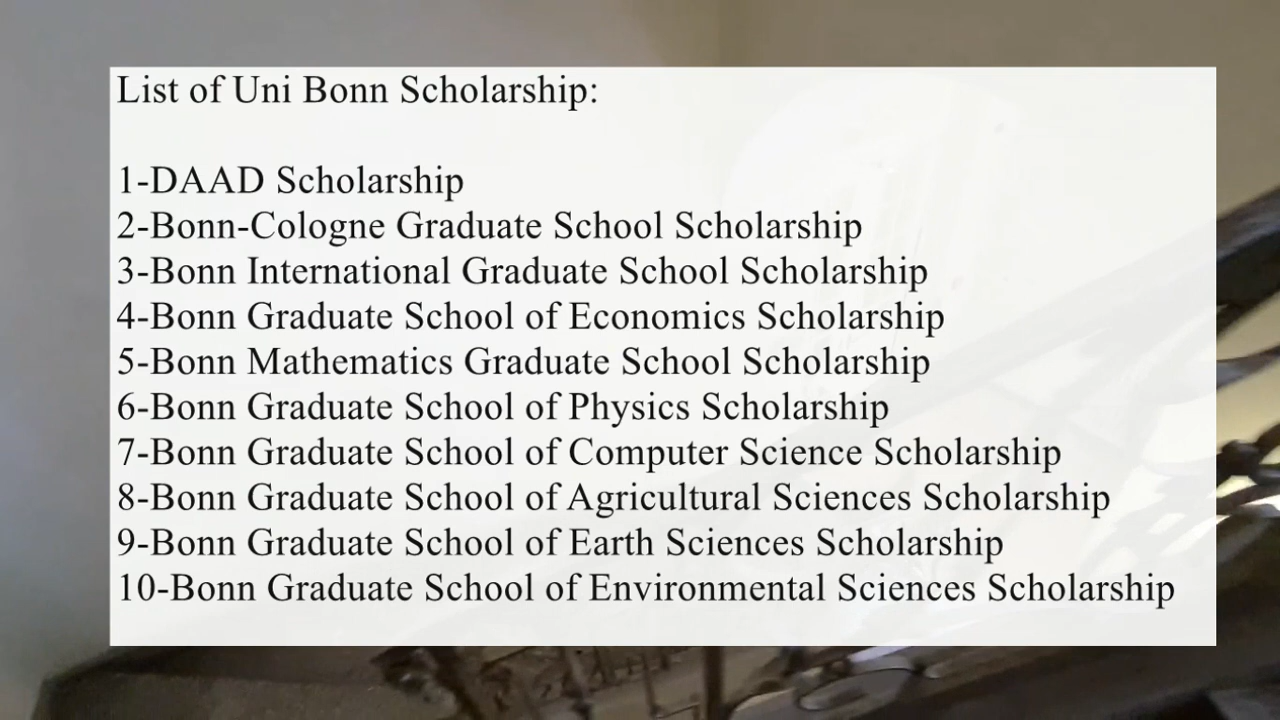 List of Uni Bonn Scholarship:
1-DAAD Scholarship
2-Bonn-Cologne Graduate School Scholarship
3-Bonn International Graduate School Scholarship
4-Bonn Graduate School of Economics Scholarship
5-Bonn Mathematics Graduate School Scholarship
6-Bonn Graduate School of Physics Scholarship
7-Bonn Graduate School of Computer Science Scholarship
8-Bonn Graduate School of Agricultural Sciences Scholarship
9-Bonn Graduate School of Earth Sciences Scholarship
10-Bonn Graduate School of Environmental Sciences Scholarship